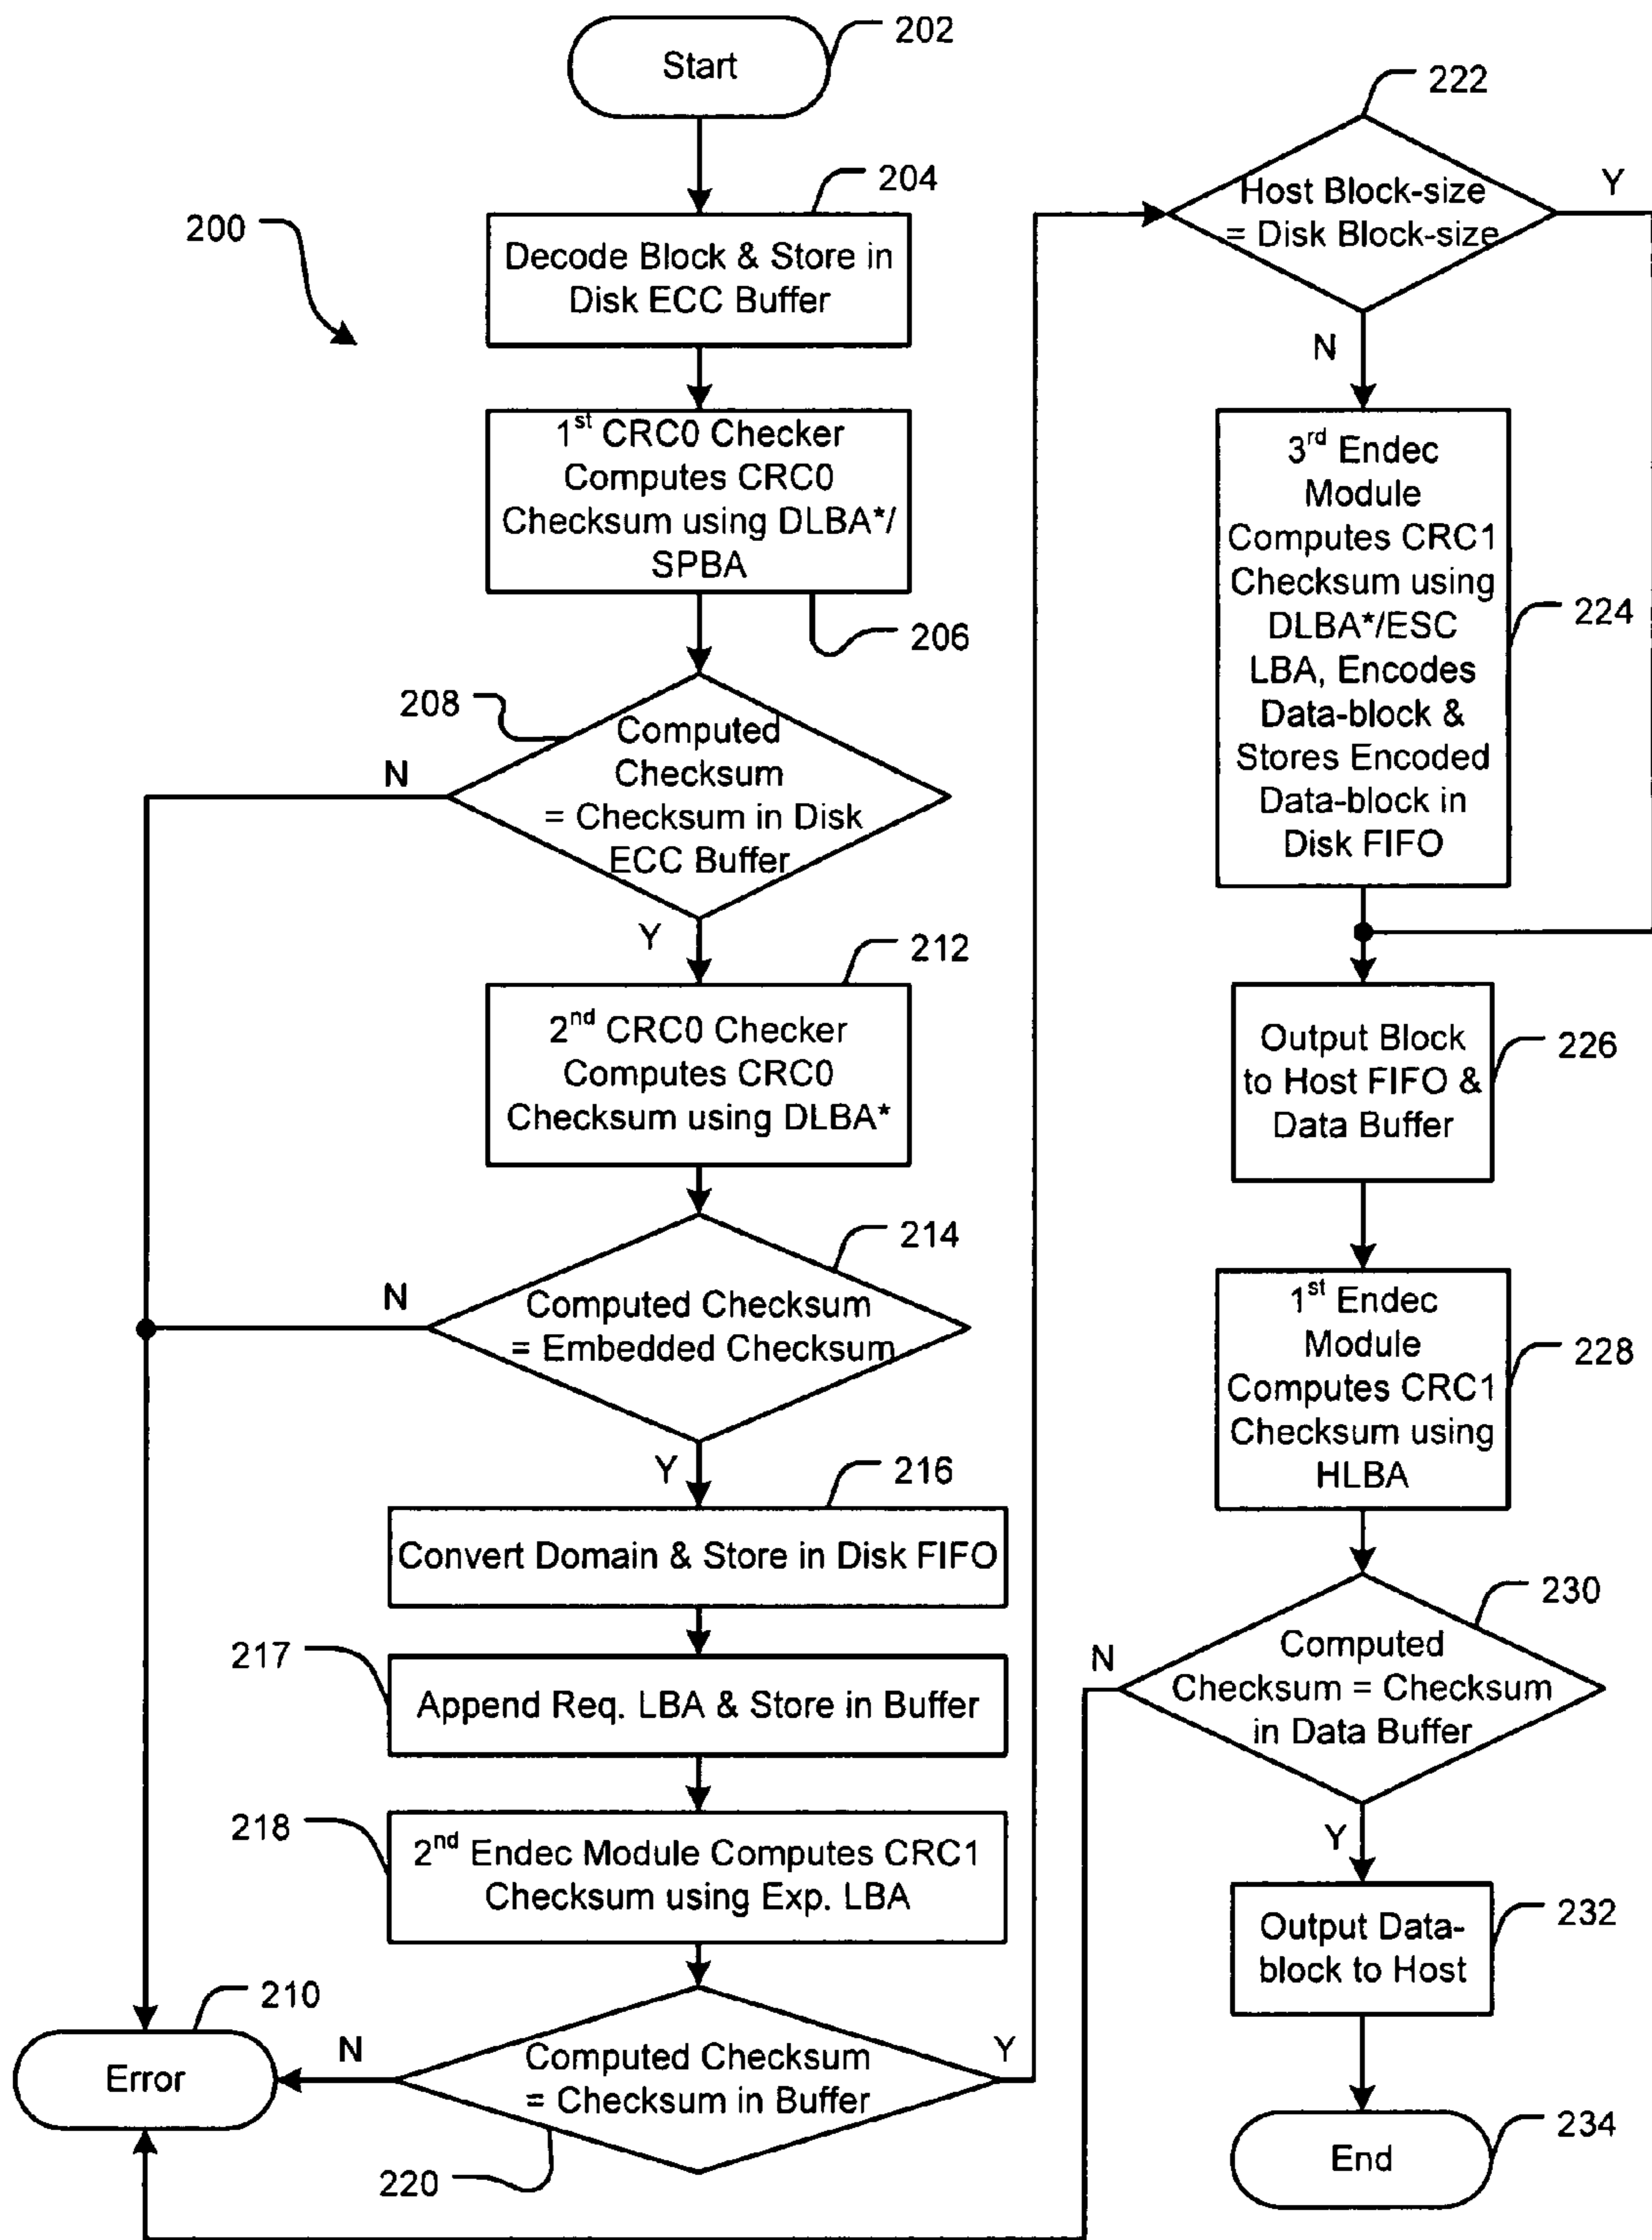 202
Start
200
204
Decode Block & Store in
Disk ECC Buffer
1st CRC0 Checker
Computes CRC0
Checksum using DLBA*/
SPBA
206
208
Computed
Checksum
= Checksum in Disk
ECC Buffer
N
Y
212
2nd CRC0 Checker
Computes CRC0
Checksum using DLBA*
214
Computed Checksum
= Embedded Checksum
N
Y
216
Convert Domain & Store in Disk FIFO
217
Append Req. LBA & Store in Buffer
218
2nd Endec Module Computes CRC1
Checksum using Exp. LBA
210
Error
N
Computed Checksum
= Checksum in Buffer
Y
220
222
Host Block-size
= Disk Block-size
Y
N
3rd Endec
Module
Computes CRC1
Checksum using
DLBA*/ESC
LBA, Encodes
Data-block &
Stores Encoded
Data-block in
Disk FIFO
224
Output Block
to Host FIFO &
Data Buffer
226
1st Endec
Module
Computes CRC1
Checksum using
HLBA
228
230
Computed
Checksum = Checksum
in Data Buffer
N
Y
Output Data-
block to Host
232
End
234